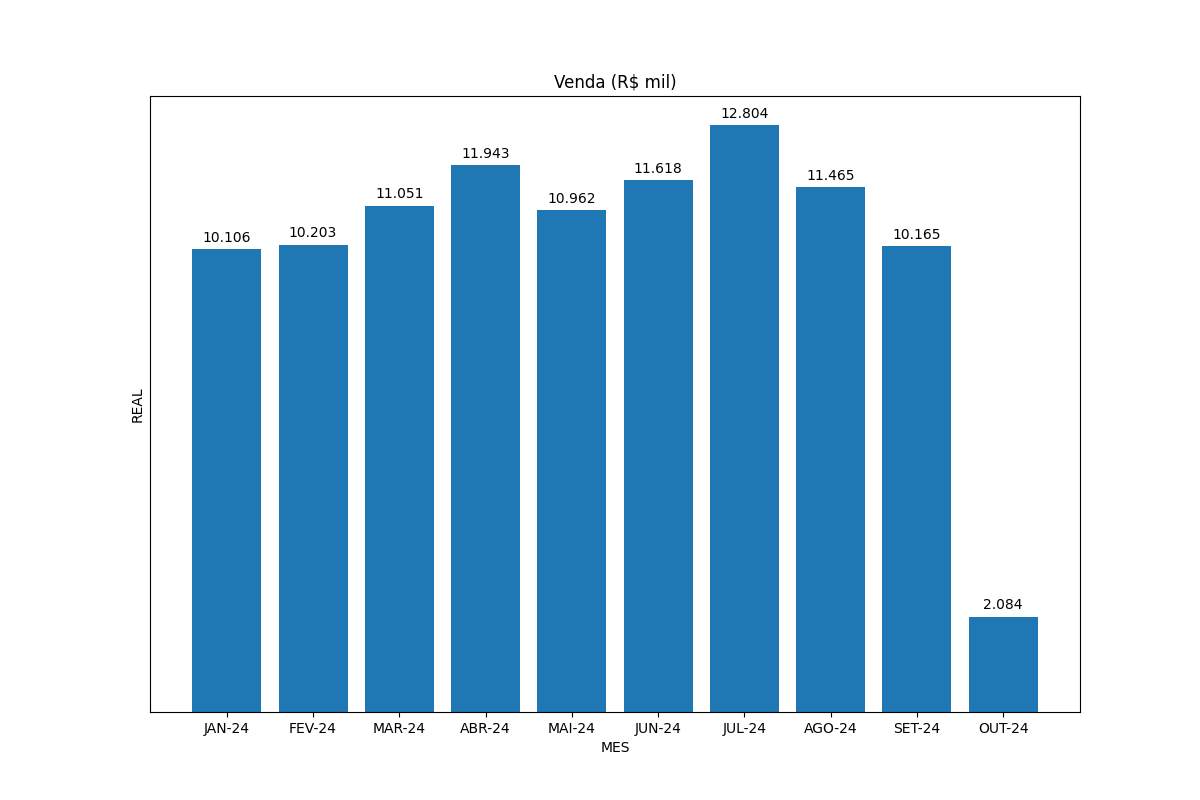 Venda (R$ mil)
12.804
11.943
11.618
11.465
11.051
10.962
10.203
10.165
10.106
2.084
REAL
JAN-24 FEV-24 MAR-24 ABR-24 MAI-24 JUN-24 JUL-24 AGO-24 SET-24 OUT-24
MES